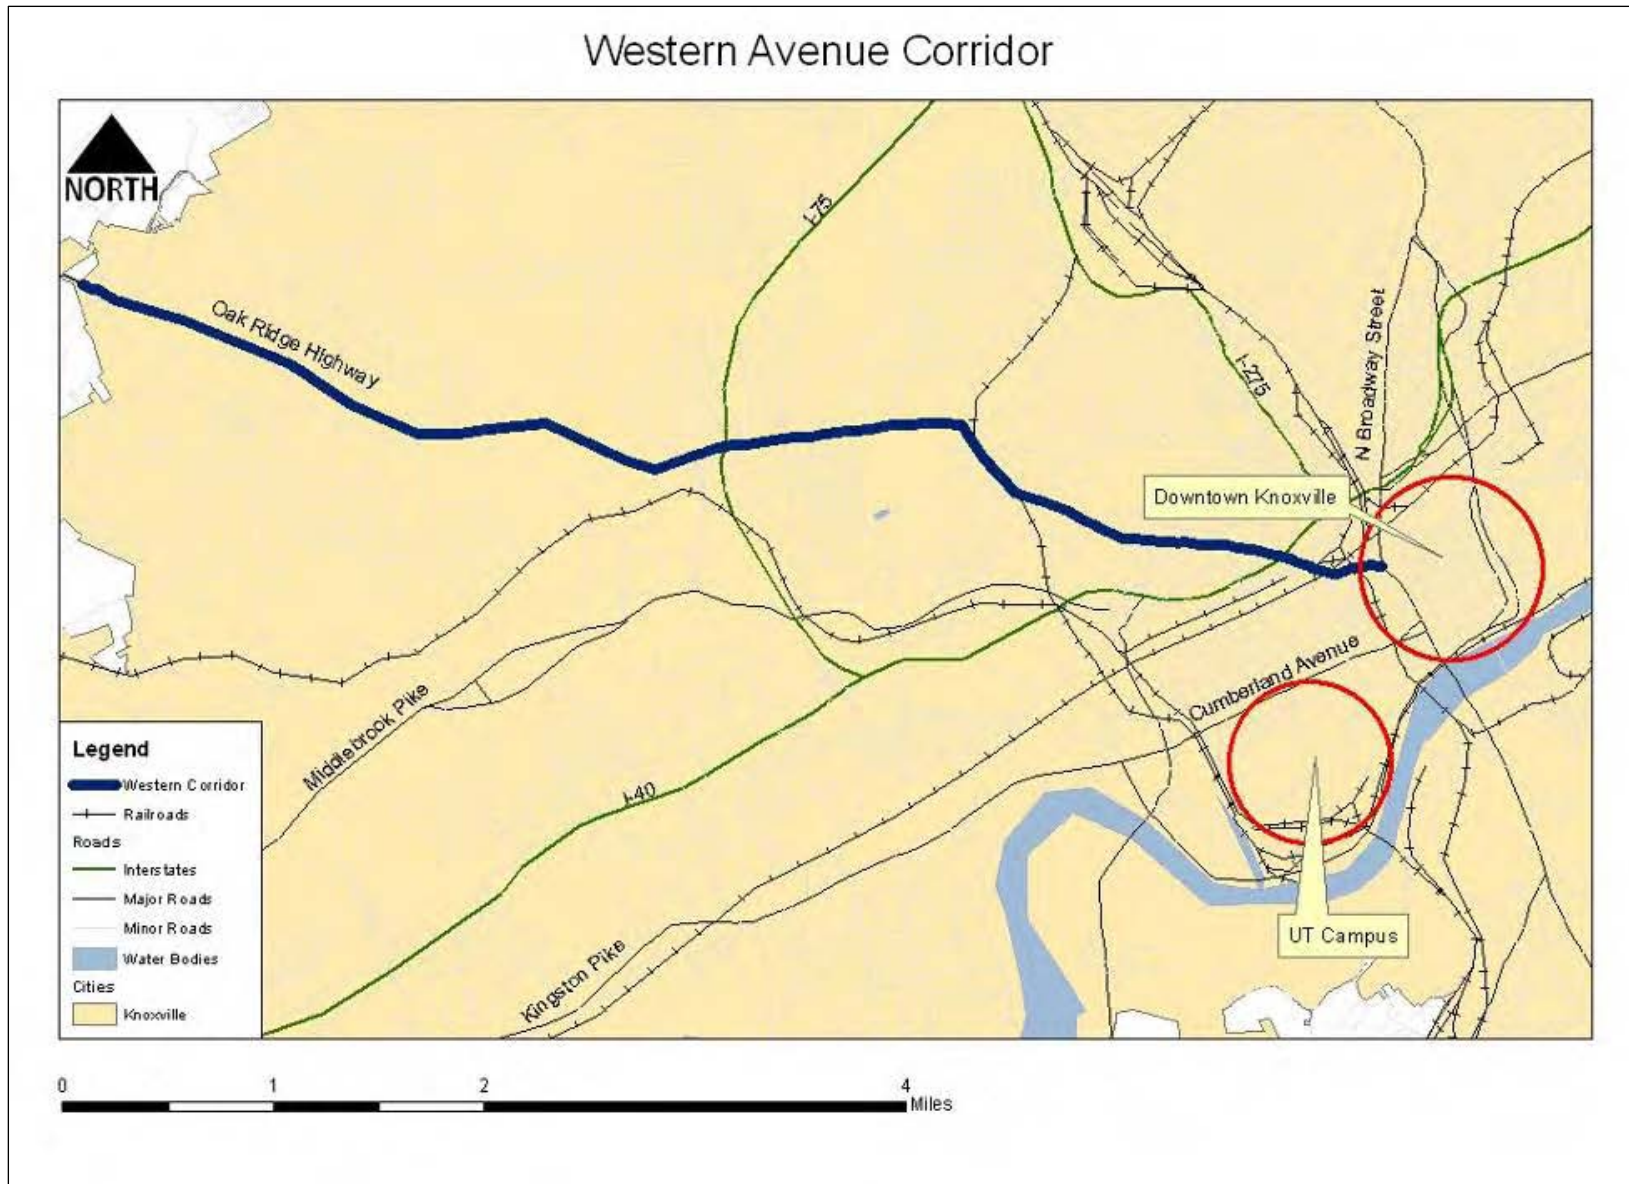 Western Avenue Corridor
NORTH
I-75
Oak Ridge Highway
N Broadway Street
I-275
Downtown Knoxville
Cumberland Avenue
Middlebrook Pike
I-40
Kingston Pike
UT Campus
Legend
Western Corridor
Railroads
Roads
Interstates
Major Roads
Minor Roads
Water Bodies
Cities
Knoxville
0 1 2 4
Miles